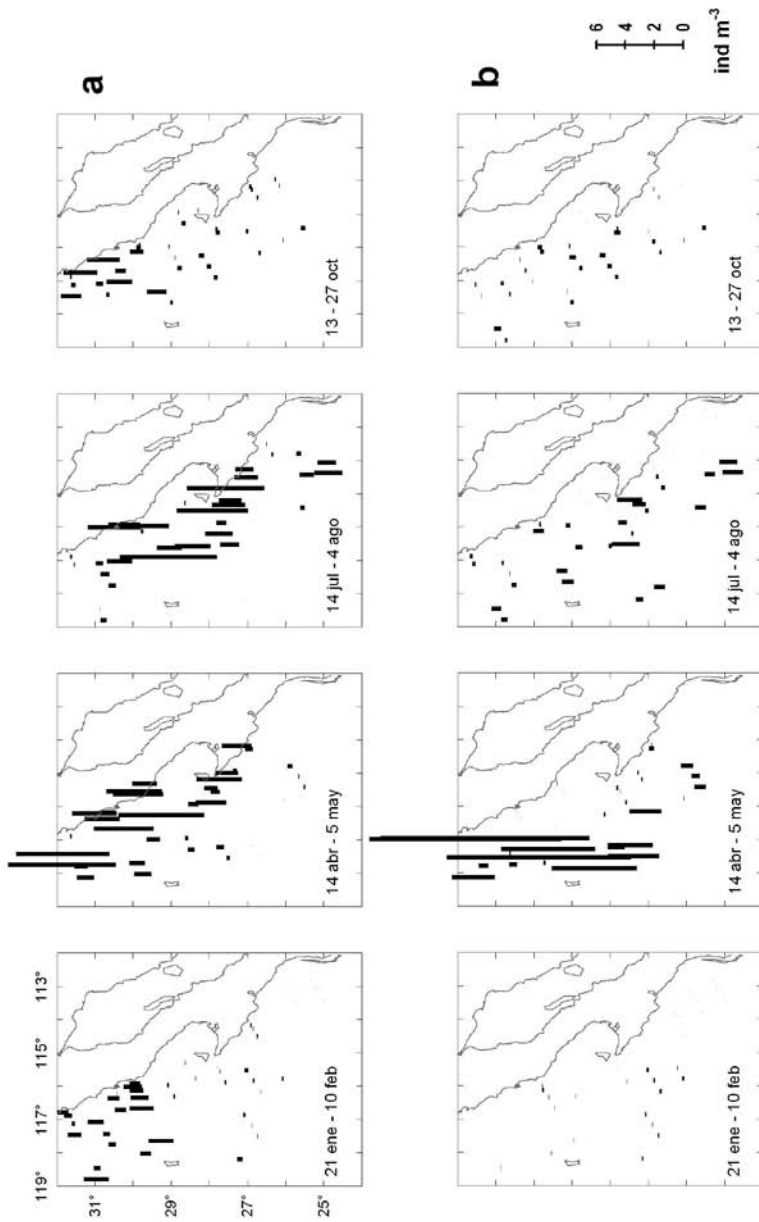 a
119° 117° 115° 113°
31°
29°
27°
25°
21 ene - 10 feb
14 abr - 5 may
14 jul - 4 ago
13 - 27 oct
b
21 ene - 10 feb
14 abr - 5 may
14 jul - 4 ago
13 - 27 oct
6
4
2
0
ind m⁻³